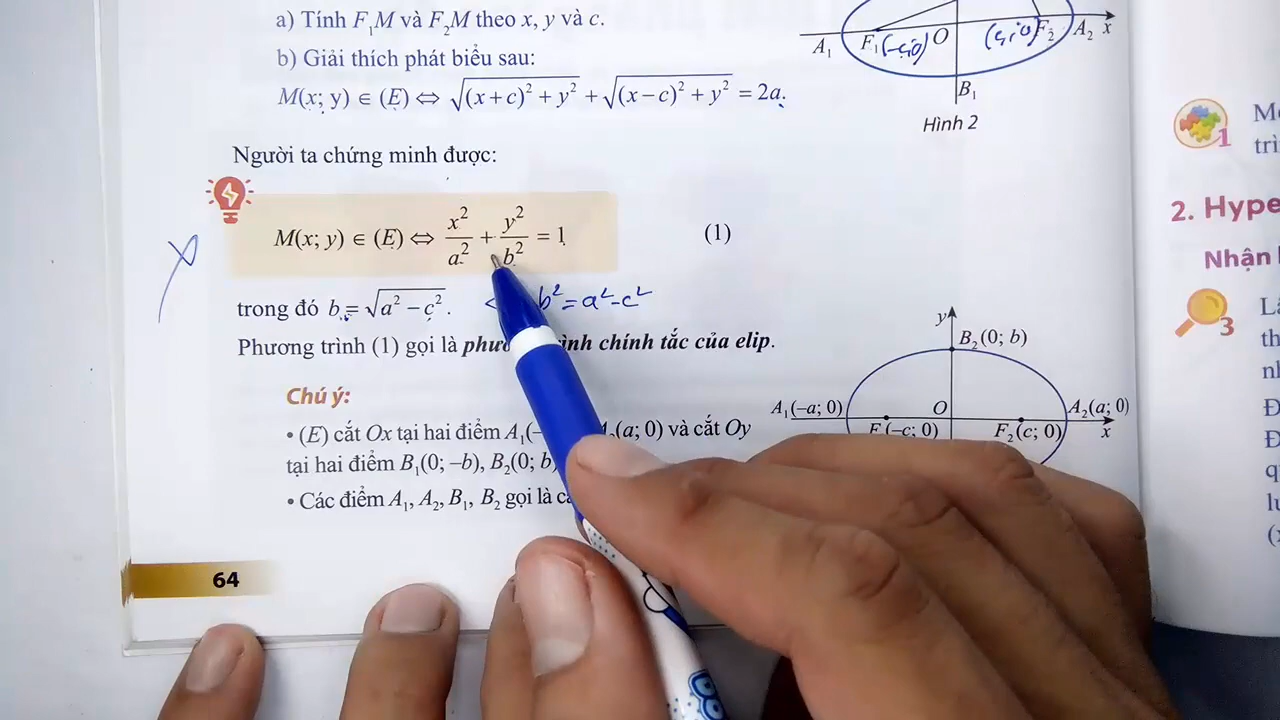 a) Tính F₁M và F₂M theo x, y và c.
b) Giải thích phát biểu sau:
M(x; y) ∈ (E) ⇔ √((x+c)² + y²) + √((x−c)² + y²) = 2a.
A₁ F₁(-c;0) O (c;0) F₂ A₂ x
B₁
Hình 2
Người ta chứng minh được:
M(x; y) ∈ (E) ⇔ x²/a² + y²/b² = 1 (1)
trong đó b = √(a² − c²). b² = a² - c²
Phương trình (1) gọi là chính tắc của elip.
Chú ý:
• (E) cắt Ox tại hai điểm A₁(− (a; 0) và cắt Oy
tại hai điểm B₁(0; −b), B₂(0; b
• Các điểm A₁, A₂, B₁, B₂ gọi là
64
y B₂(0; b)
A₁(−a; 0) O A₂(a; 0)
(−c; 0) F₂(c; 0) x
1
2. Hype
Nhận
3